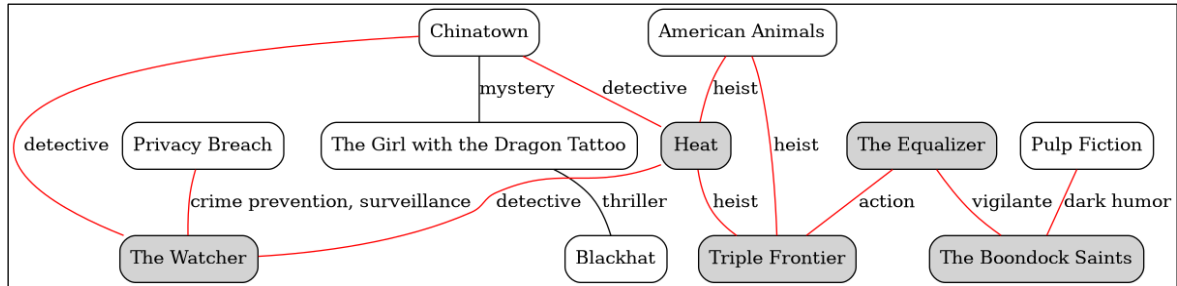 Chinatown
American Animals
mystery
detective
heist
detective
Privacy Breach
The Girl with the Dragon Tattoo
Heat
heist
The Equalizer
Pulp Fiction
crime prevention, surveillance
detective
thriller
heist
action
vigilante
dark humor
The Watcher
Blackhat
Triple Frontier
The Boondock Saints